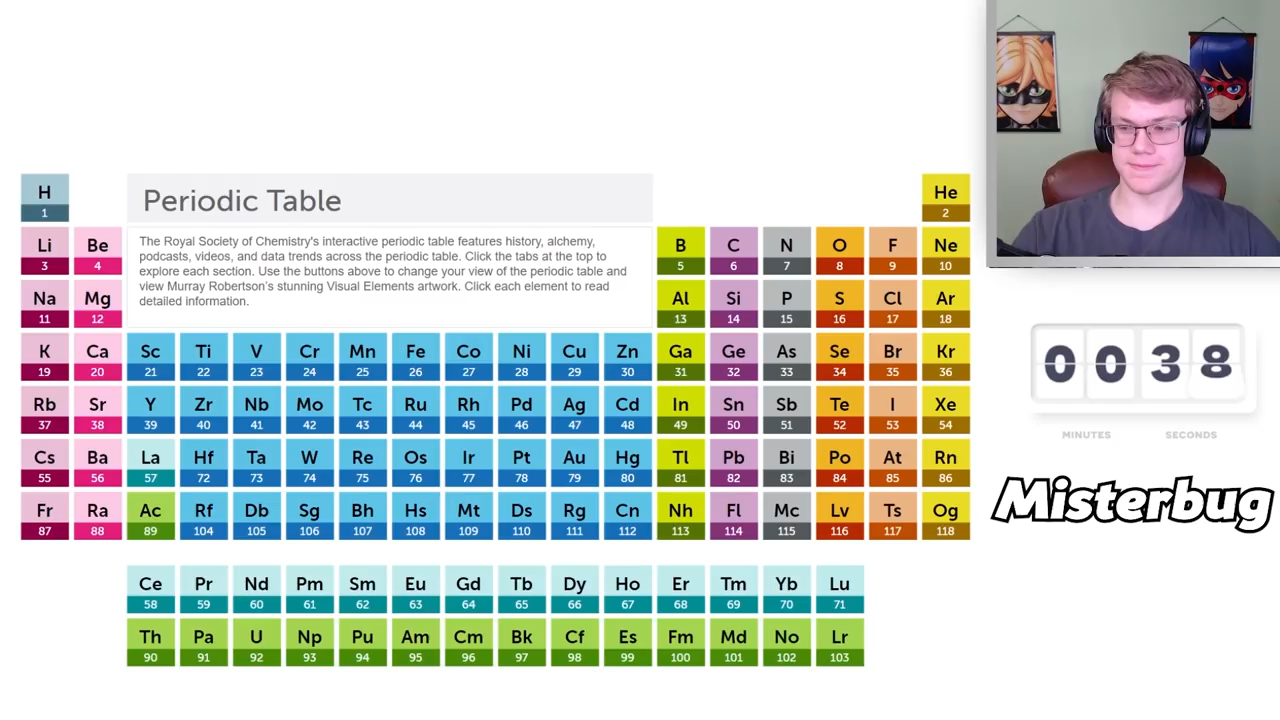 H He
1 2
Periodic Table
Li Be B C N O F Ne
3 4 5 6 7 8 9 10
The Royal Society of Chemistry's interactive periodic table features history, alchemy,
podcasts, videos, and data trends across the periodic table. Click the tabs at the top to
explore each section. Use the buttons above to change your view of the periodic table and
view Murray Robertson's stunning Visual Elements artwork. Click each element to read
detailed information.
Na Mg Al Si P S Cl Ar
11 12 13 14 15 16 17 18
K Ca Sc Ti V Cr Mn Fe Co Ni Cu Zn Ga Ge As Se Br Kr
19 20 21 22 23 24 25 26 27 28 29 30 31 32 33 34 35 36
Rb Sr Y Zr Nb Mo Tc Ru Rh Pd Ag Cd In Sn Sb Te I Xe
37 38 39 40 41 42 43 44 45 46 47 48 49 50 51 52 53 54
Cs Ba La Hf Ta W Re Os Ir Pt Au Hg Tl Pb Bi Po At Rn
55 56 57 72 73 74 75 76 77 78 79 80 81 82 83 84 85 86
Fr Ra Ac Rf Db Sg Bh Hs Mt Ds Rg Cn Nh Fl Mc Lv Ts Og
87 88 89 104 105 106 107 108 109 110 111 112 113 114 115 116 117 118
Ce Pr Nd Pm Sm Eu Gd Tb Dy Ho Er Tm Yb Lu
58 59 60 61 62 63 64 65 66 67 68 69 70 71
Th Pa U Np Pu Am Cm Bk Cf Es Fm Md No Lr
90 91 92 93 94 95 96 97 98 99 100 101 102 103
00 38
MINUTES SECONDS
Misterbug